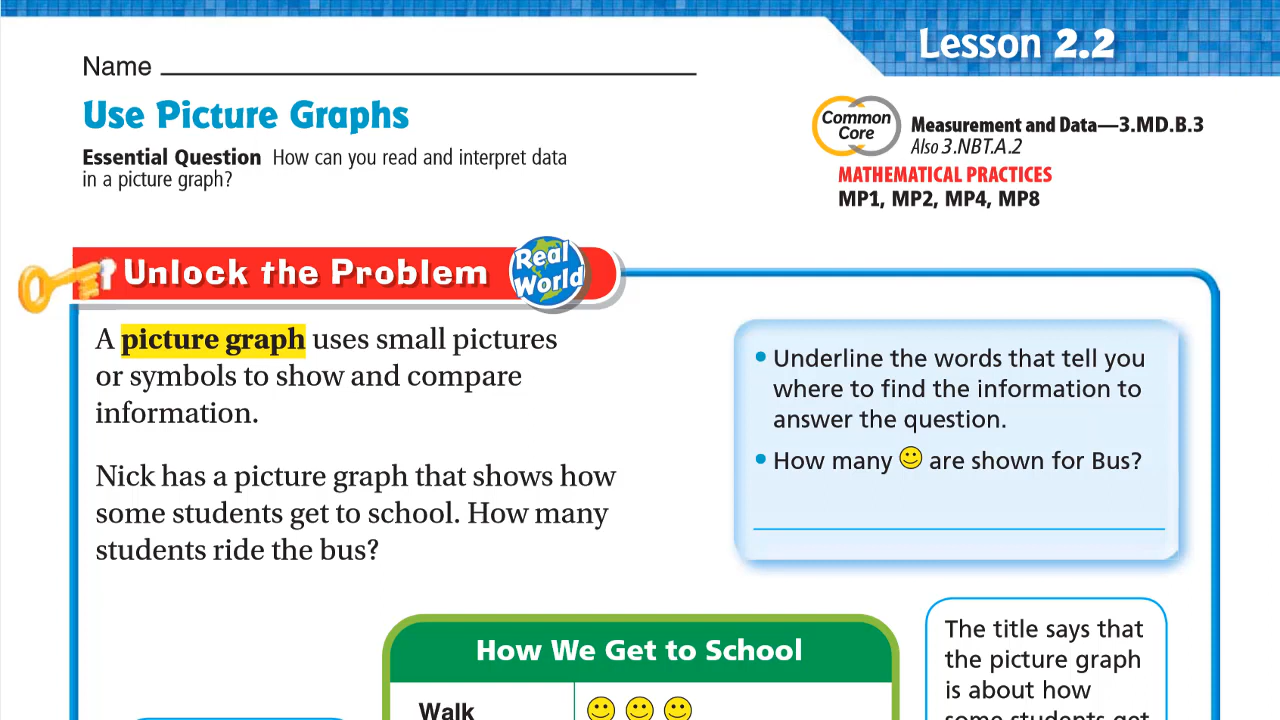 Lesson 2.2
Name
Use Picture Graphs
Essential Question How can you read and interpret data
in a picture graph?
Common
Core
Measurement and Data—3.MD.B.3
Also 3.NBT.A.2
MATHEMATICAL PRACTICES
MP1, MP2, MP4, MP8
Unlock the Problem
Real
World
A picture graph uses small pictures
or symbols to show and compare
information.
Nick has a picture graph that shows how
some students get to school. How many
students ride the bus?
• Underline the words that tell you
where to find the information to
answer the question.
• How many are shown for Bus?
How We Get to School
Walk
The title says that
the picture graph
is about how
some students get